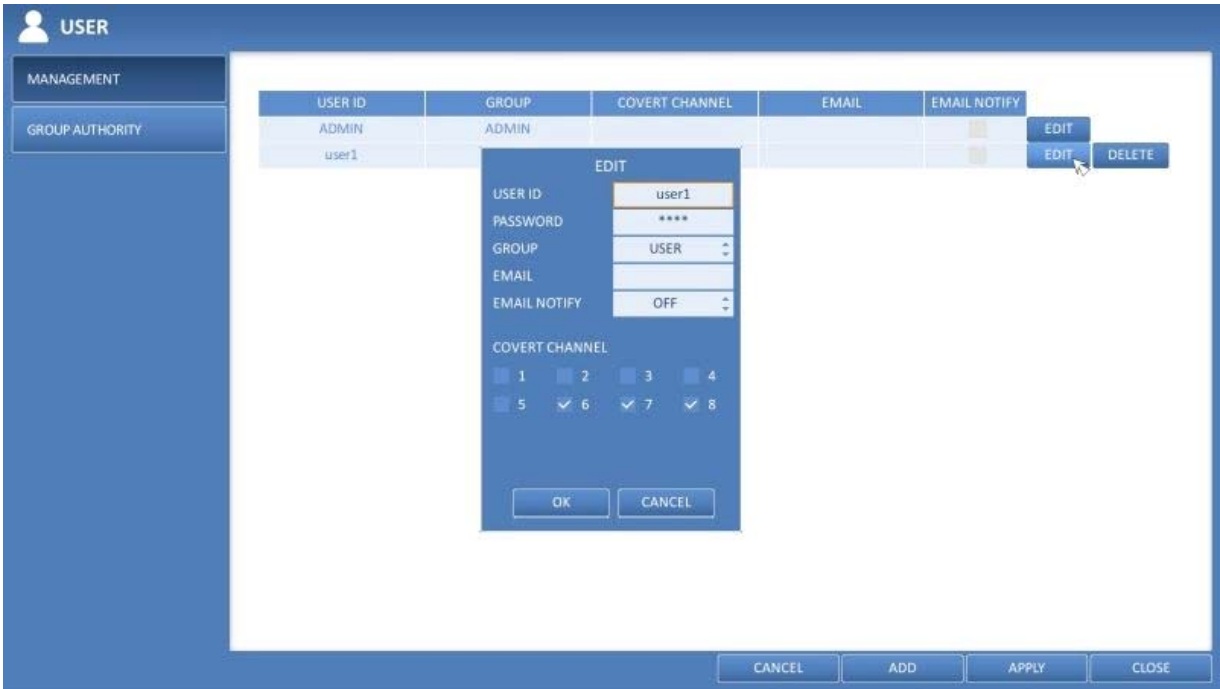 USER
MANAGEMENT
GROUP AUTHORITY
USER ID GROUP COVERT CHANNEL EMAIL EMAIL NOTIFY
ADMIN ADMIN EDIT
user1 EDIT DELETE
EDIT
USER ID user1
PASSWORD ****
GROUP USER
EMAIL
EMAIL NOTIFY OFF
COVERT CHANNEL
1 2 3 4
5 6 7 8
OK CANCEL
CANCEL ADD APPLY CLOSE